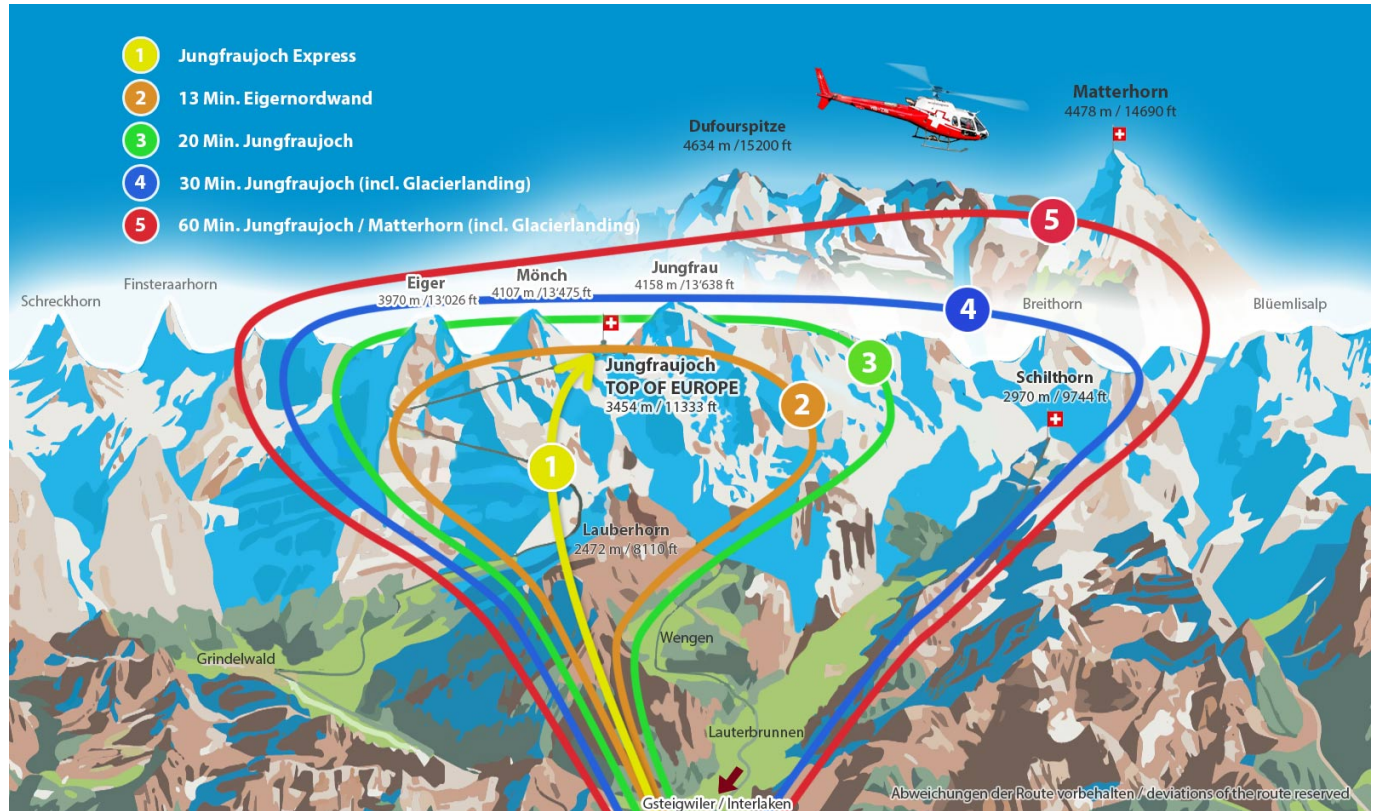 1 Jungfraujoch Express
2 13 Min. Eigernordwand
3 20 Min. Jungfraujoch
4 30 Min. Jungfraujoch (incl. Glacierlanding)
5 60 Min. Jungfraujoch / Matterhorn (incl. Glacierlanding)
Matterhorn
4478 m / 14690 ft
Dufourspitze
4634 m /15200 ft
5
Schreckhorn
Finsteraarhorn
Eiger
3970 m /13'026 ft
Mönch
4107 m /13'475 ft
Jungfrau
4158 m /13'638 ft
4
Breithorn
Blüemlisalp
3
Jungfraujoch
TOP OF EUROPE
3454 m / 11333 ft
2
Schilthorn
2970 m / 9744 ft
1
Lauberhorn
2472 m / 8110 ft
Wengen
Grindelwald
Lauterbrunnen
Gsteigwiler / Interlaken
Abweichungen der Route vorbehalten / deviations of the route reserved